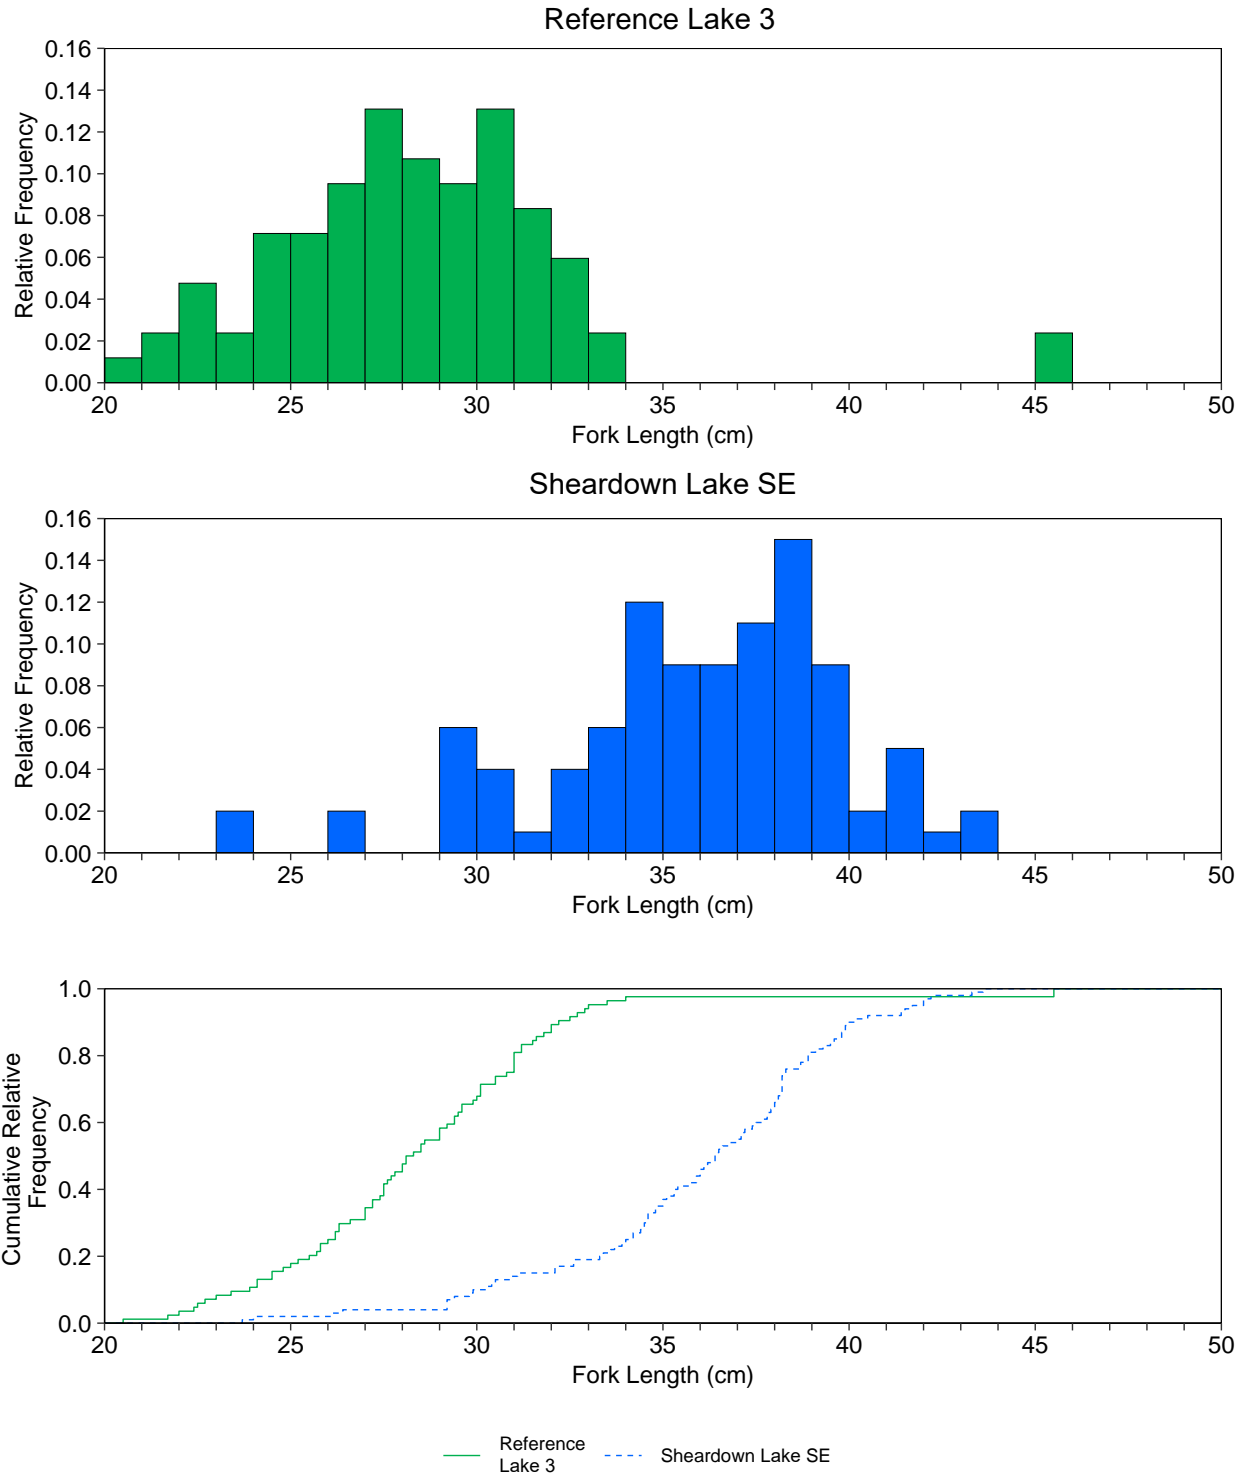 Reference Lake 3
Relative Frequency
0.16
0.14
0.12
0.10
0.08
0.06
0.04
0.02
0.00
20 25 30 35 40 45 50
Fork Length (cm)
Sheardown Lake SE
Relative Frequency
0.16
0.14
0.12
0.10
0.08
0.06
0.04
0.02
0.00
20 25 30 35 40 45 50
Fork Length (cm)
Cumulative Relative
Frequency
1.0
0.8
0.6
0.4
0.2
0.0
20 25 30 35 40 45 50
Fork Length (cm)
Reference
Lake 3
Sheardown Lake SE